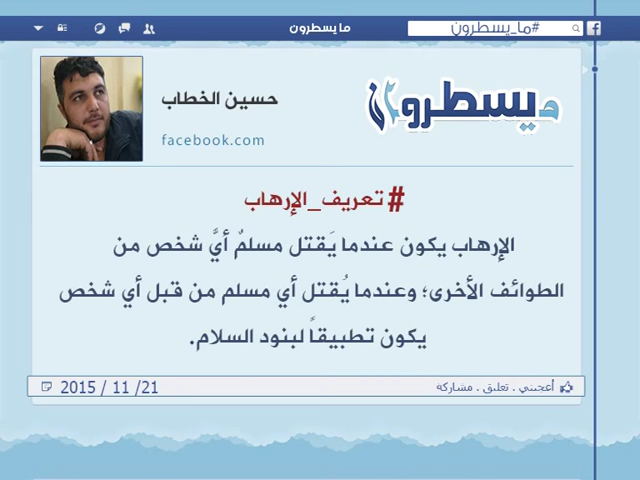 ما يسطرون
#ما_يسطرون
ما يسطرون
حسين الخطاب
facebook.com
#تعريف_الإرهاب
الإرهاب يكون عندما يَقتل مسلمٌ أيَّ شخص من
الطوائف الأخرى؛ وعندما يُقتل أي مسلم من قبل أي شخص
يكون تطبيقاً لبنود السلام.
أعجبني . تعليق . مشاركة
2015 / 11 /21